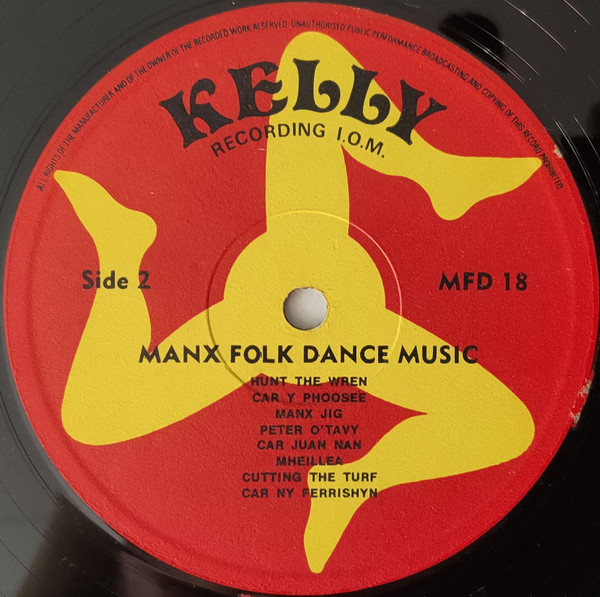 ALL RIGHTS OF THE MANUFACTURER AND OF THE OWNER OF THE RECORDED WORK RESERVED · UNAUTHORISED PUBLIC PERFORMANCE BROADCASTING AND COPYING OF THIS RECORD PROHIBITED
KELLY
RECORDING I.O.M.
Side 2
MFD 18
MANX FOLK DANCE MUSIC
HUNT THE WREN
CAR Y PHOOSEE
MANX JIG
PETER O'TAVY
CAR JUAN NAN
MHEILLEA
CUTTING THE TURF
CAR NY FERRISHYN